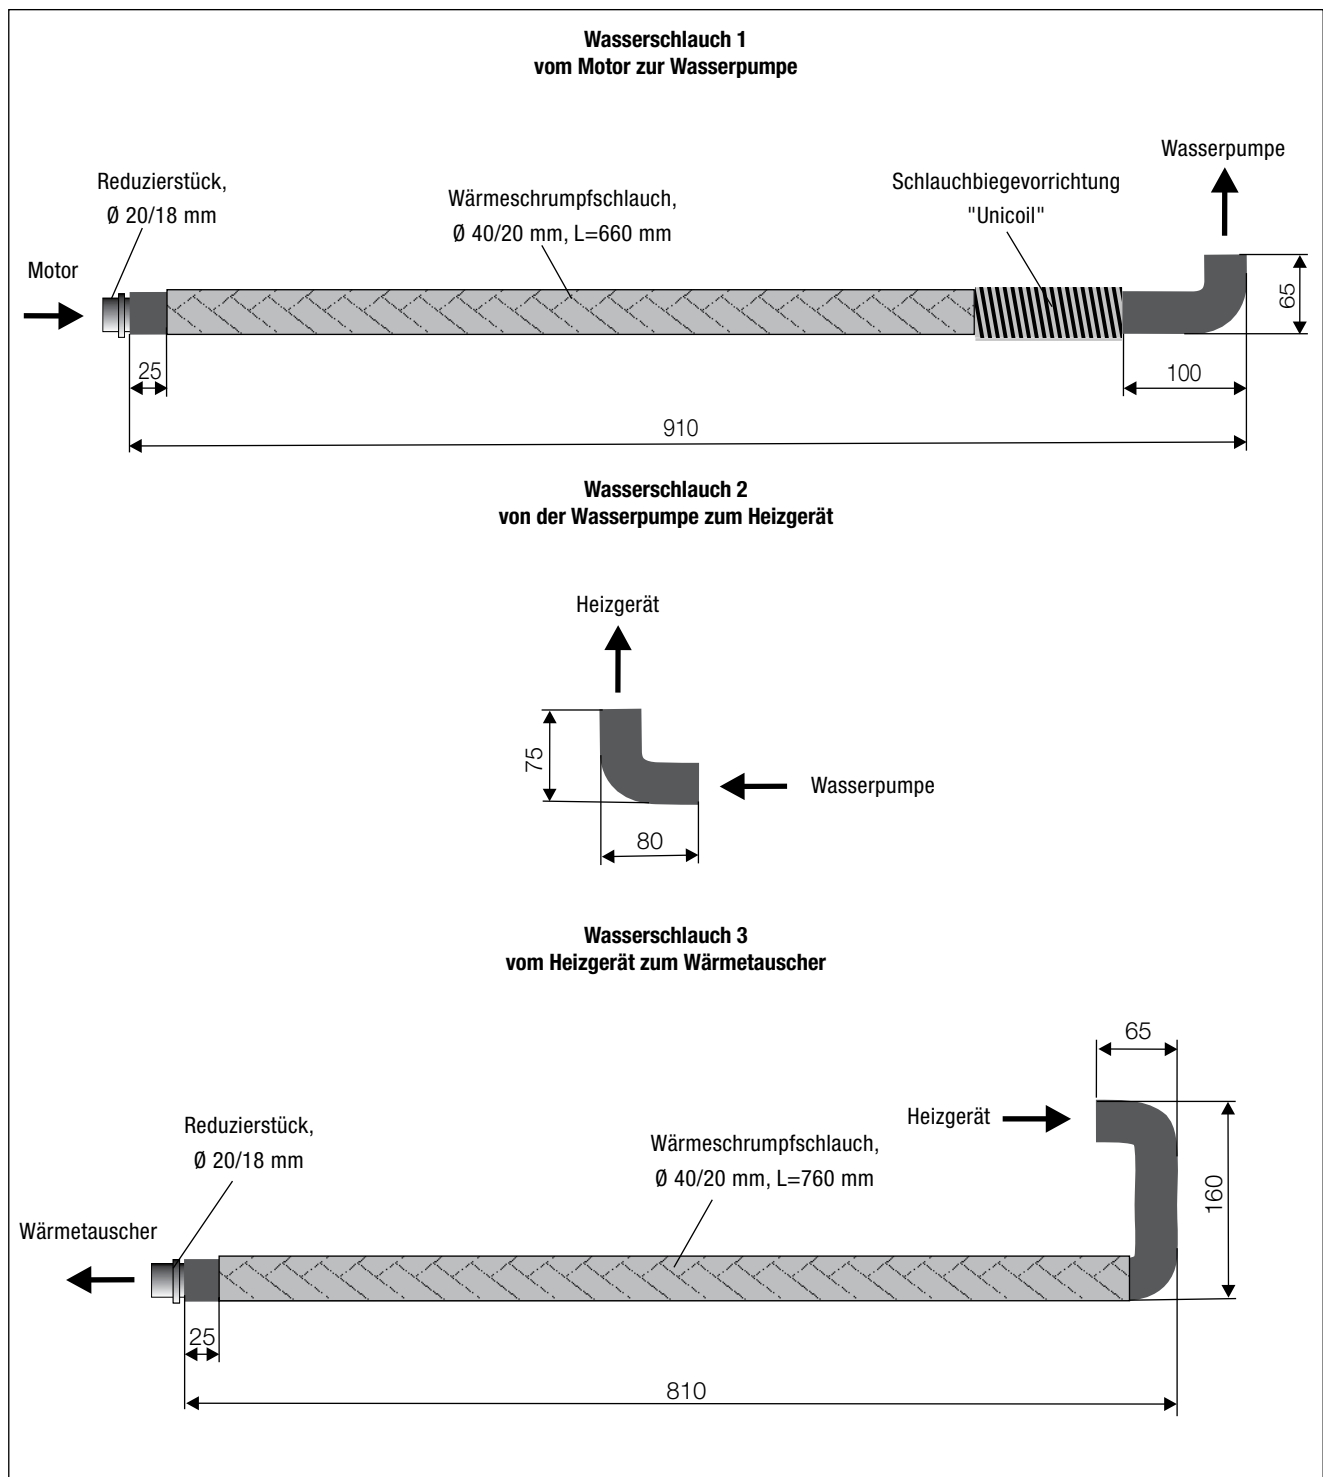 Wasserschlauch 1
vom Motor zur Wasserpumpe
Wasserpumpe
Reduzierstück,
Ø 20/18 mm
Wärmeschrumpfschlauch,
Ø 40/20 mm, L=660 mm
Schlauchbiegevorrichtung
"Unicoil"
Motor
65
25
100
910
Wasserschlauch 2
von der Wasserpumpe zum Heizgerät
Heizgerät
75
Wasserpumpe
80
Wasserschlauch 3
vom Heizgerät zum Wärmetauscher
65
Heizgerät
Reduzierstück,
Ø 20/18 mm
Wärmeschrumpfschlauch,
Ø 40/20 mm, L=760 mm
160
Wärmetauscher
25
810